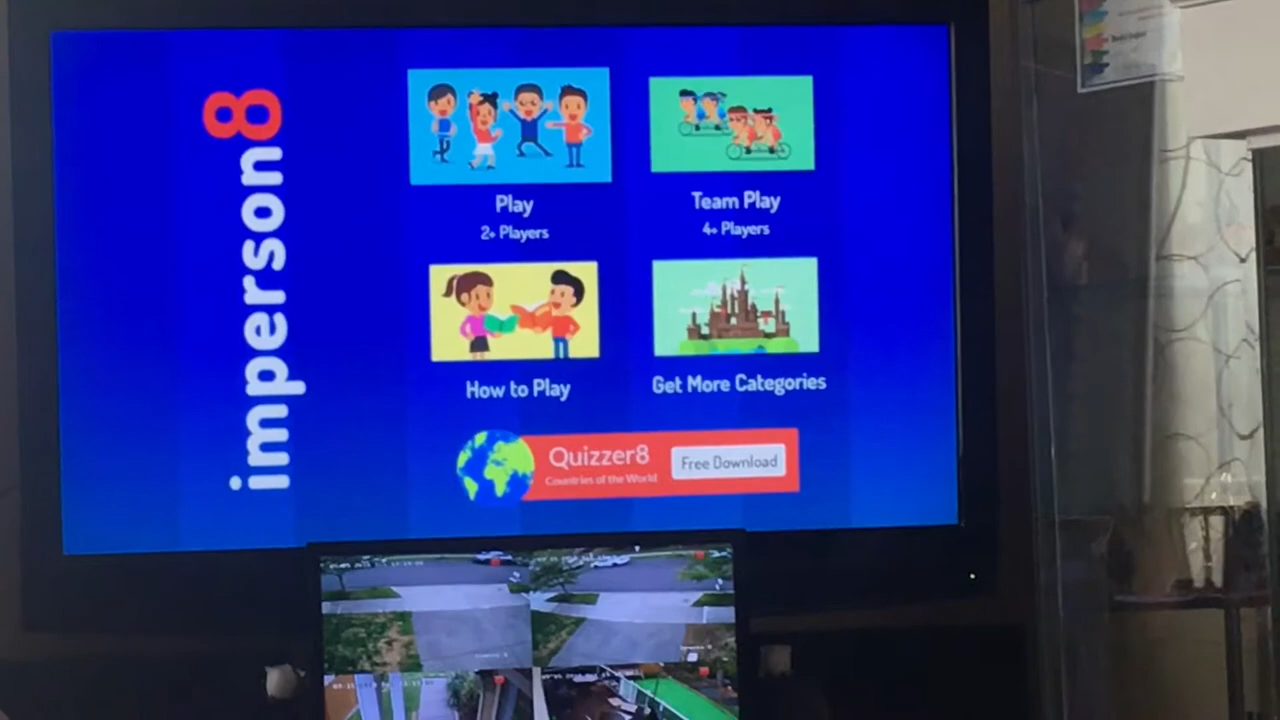 imperson8
Play
2+ Players
Team Play
4+ Players
How to Play
Get More Categories
Quizzer8
Countries of the World
Free Download